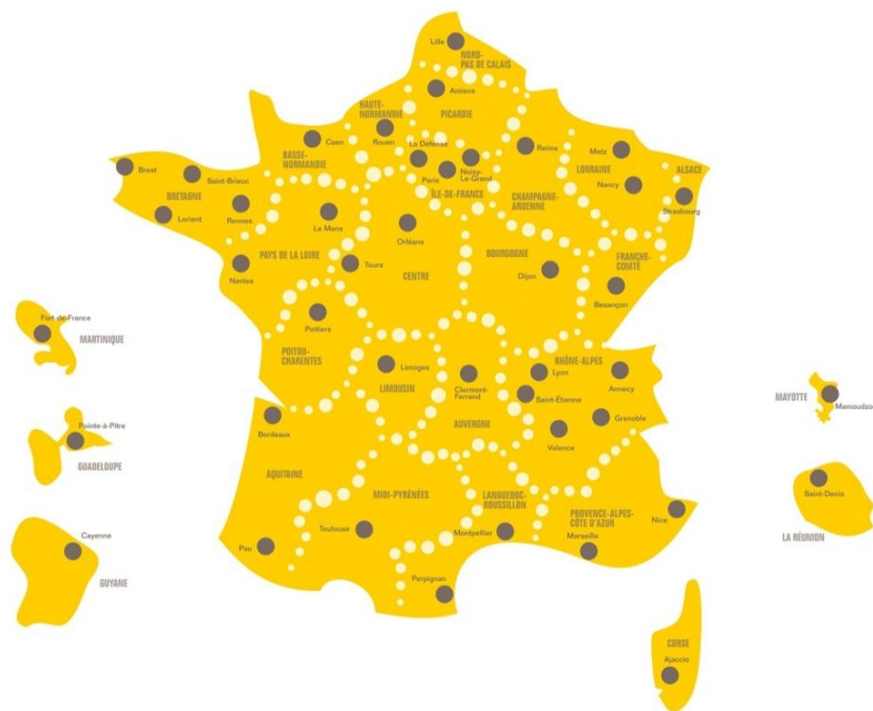 Lille
NORD-
PAS DE CALAIS
Amiens
HAUTE-
NORMANDIE
PICARDIE
Rouen
Caen
La Défense
Reims
Metz
BASSE-
NORMANDIE
Paris
Noisy-
Le-Grand
LORRAINE
ALSACE
Brest
Saint-Brieuc
ÎLE-DE-FRANCE
CHAMPAGNE-
ARDENNE
Nancy
Strasbourg
BRETAGNE
Lorient
Rennes
Le Mans
Orléans
PAYS DE LA LOIRE
Tours
CENTRE
BOURGOGNE
Dijon
FRANCHE-
COMTÉ
Nantes
Besançon
Poitiers
Fort-de-France
MARTINIQUE
POITOU-
CHARENTES
Limoges
LIMOUSIN
Clermont-
Ferrand
RHÔNE-ALPES
Lyon
Annecy
Saint-Étienne
MAYOTTE
Mamoudzo
Pointe-à-Pitre
GUADELOUPE
Bordeaux
AUVERGNE
Valence
Grenoble
AQUITAINE
MIDI-PYRÉNÉES
LANGUEDOC-
ROUSSILLON
PROVENCE-ALPES-
CÔTE D'AZUR
Nice
Saint-Denis
LA RÉUNION
Cayenne
GUYANE
Pau
Toulouse
Montpellier
Marseille
Perpignan
CORSE
Ajaccio